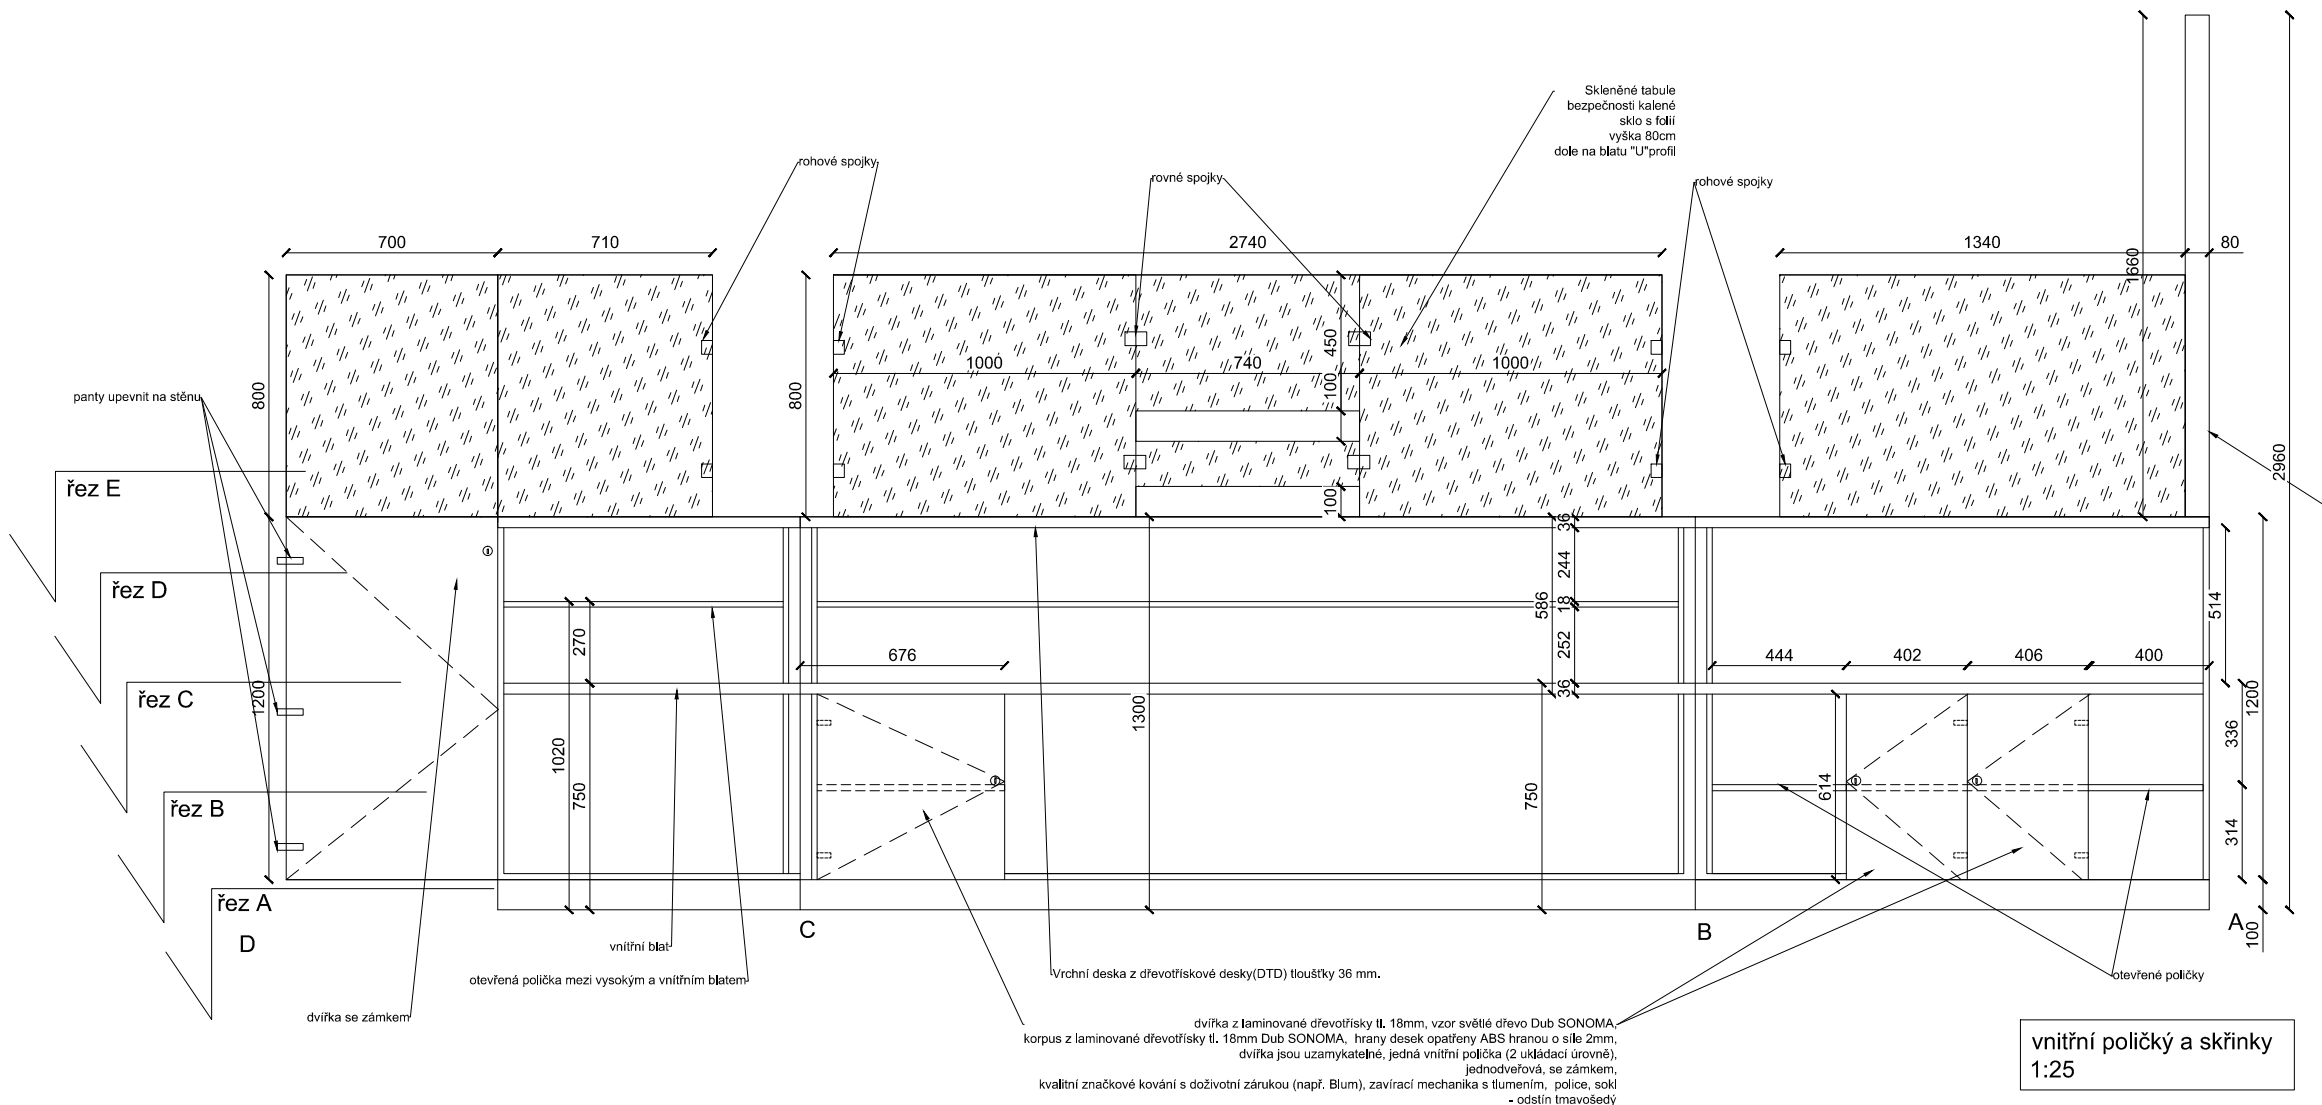 Skleněné tabule
bezpečnosti kalené
sklo s folií
vyška 80cm
dole na blatu "U"profil
rohové spojky
rovné spojky
rohové spojky
700
710
2740
1340
80
1660
2960
800
800
450
1000
740
1000
100
100
panty upevnit na stěnu
řez E
řez D
řez C
řez B
řez A
1200
270
1020
750
676
1300
36
244
18
586
252
36
750
514
444
402
406
400
1200
336
614
314
100
D
C
B
A
vnítřní blat
otevřená polička mezi vysokým a vnítřním blatem
dvířka se zámkem
Vrchní deska z dřevotřískové desky(DTD) tloušťky 36 mm.
otevřené poličky
dvířka z laminované dřevotřísky tl. 18mm, vzor světlé dřevo Dub SONOMA,
korpus z laminované dřevotřísky tl. 18mm Dub SONOMA, hrany desek opatřeny ABS hranou o síle 2mm,
dvířka jsou uzamykatelné, jedná vnitřní polička (2 ukládací úrovně),
jednodveřová, se zámkem,
kvalitní značkové kování s doživotní zárukou (např. Blum), zavírací mechanika s tlumením, police, sokl
- odstín tmavošedý
vnitřní poličký a skřinky
1:25